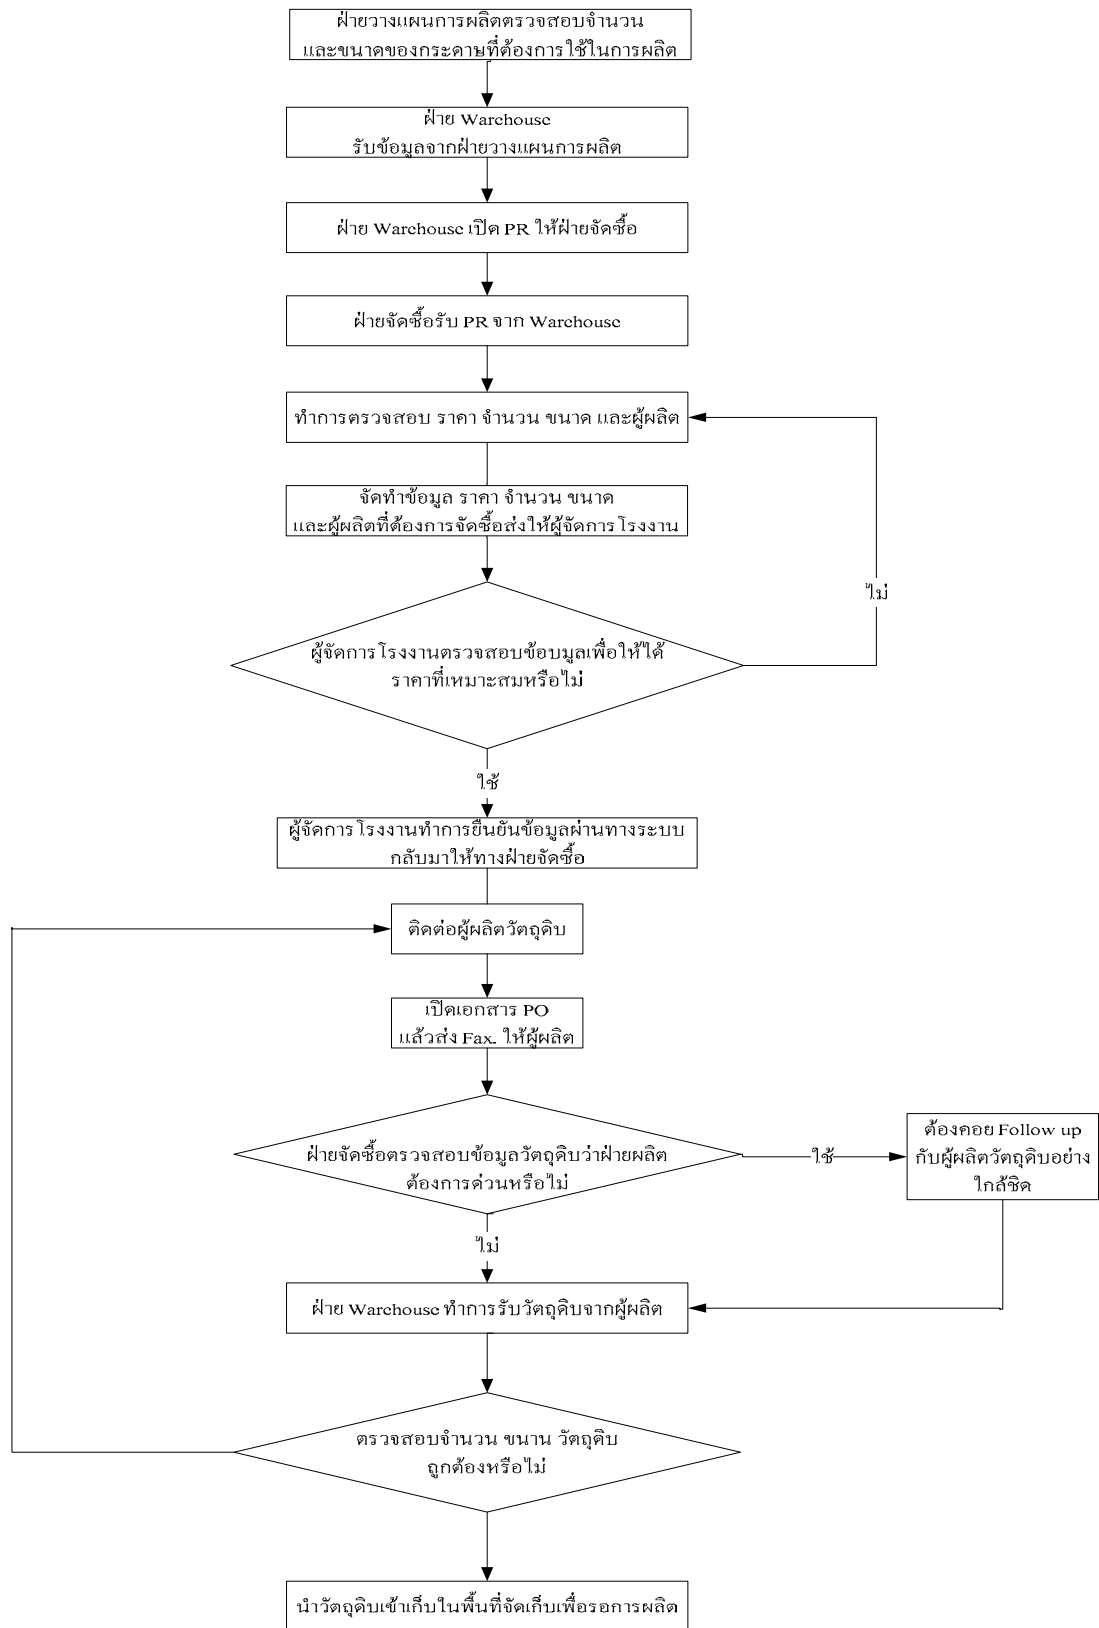 ฝ่ายวางแผนการผลิตตรวจสอบจำนวน
และขนาดของกระดาษที่ต้องการใช้ในการผลิต
ฝ่าย Warehouse
รับข้อมูลจากฝ่ายวางแผนการผลิต
ฝ่าย Warehouse เปิด PR ให้ฝ่ายจัดซื้อ
ฝ่ายจัดซื้อรับ PR จาก Warehouse
ทำการตรวจสอบ ราคา จำนวน ขนาด และผู้ผลิต
จัดทำข้อมูล ราคา จำนวน ขนาด
และผู้ผลิตที่ต้องการจัดซื้อส่งให้ผู้จัดการโรงงาน
ไม่
ผู้จัดการโรงงานตรวจสอบข้อบมูลเพื่อให้ได้
ราคาที่เหมาะสมหรือไม่
ใช้
ผู้จัดการโรงงานทำการยืนยันข้อมูลผ่านทางระบบ
กลับมาให้ทางฝ่ายจัดซื้อ
ติดต่อผู้ผลิตวัตถุดิบ
เปิดเอกสาร PO
แล้วส่ง Fax. ให้ผู้ผลิต
ฝ่ายจัดซื้อตรวจสอบข้อมูลวัตถุดิบว่าฝ่ายผลิต
ต้องการด่วนหรือไม่
ใช้
ต้องคอย Follow up
กับผู้ผลิตวัตถุดิบอย่าง
ใกล้ชิด
ไม่
ฝ่าย Warehouse ทำการรับวัตถุดิบจากผู้ผลิต
ตรวจสอบจำนวน ขนาน วัตถุดิบ
ถูกต้องหรือไม่
นำวัตถุดิบเข้าเก็บในพื้นที่จัดเก็บเพื่อรอการผลิต